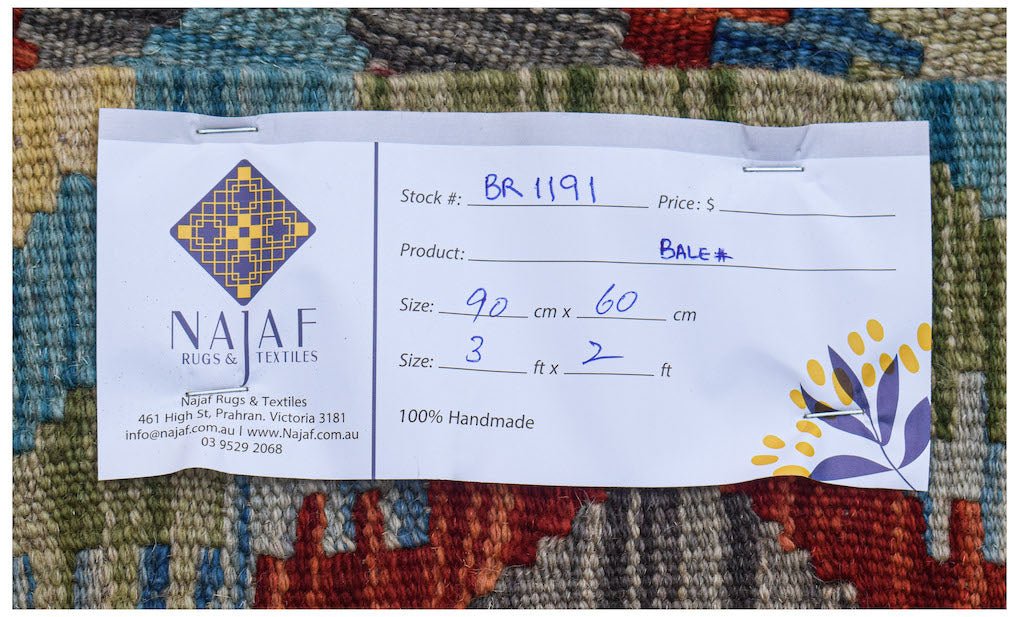 NAJAF
RUGS & TEXTILES
Najaf Rugs & Textiles
461 High St, Prahran. Victoria 3181
info@najaf.com.au | www.Najaf.com.au
03 9529 2068
Stock #: BR1191 Price: $
Product: BALE#
Size: 90 cm x 60 cm
Size: 3 ft x 2 ft
100% Handmade